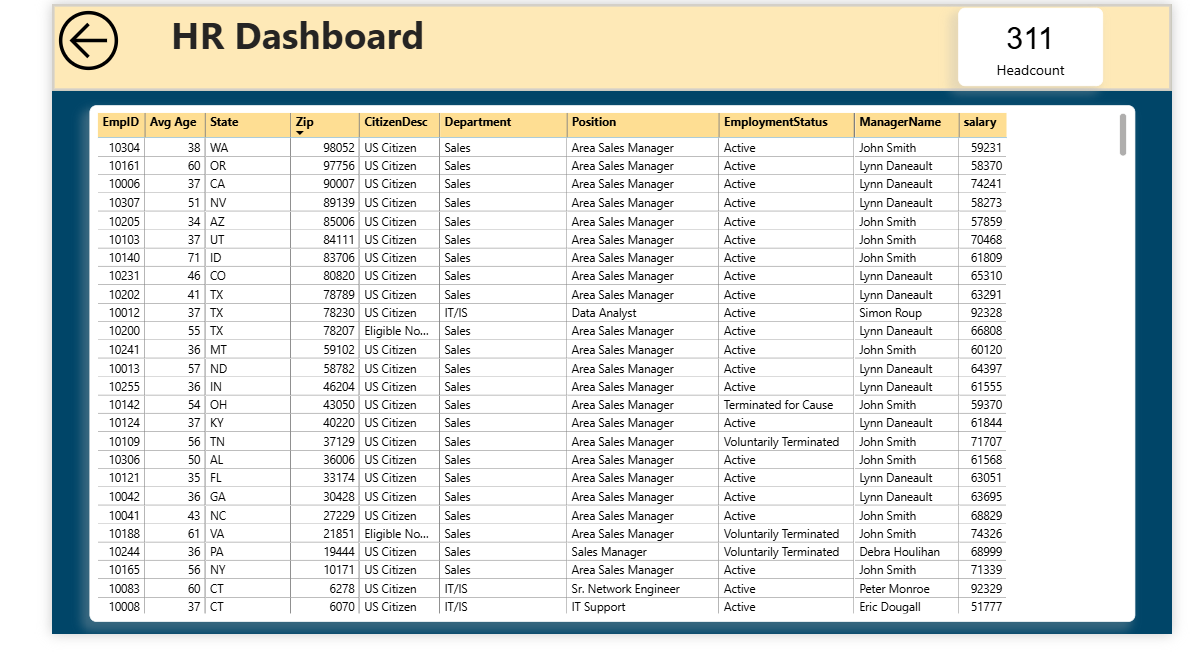 HR Dashboard
311
Headcount
EmpID Avg Age State Zip CitizenDesc Department Position EmploymentStatus ManagerName salary
10304 38 WA 98052 US Citizen Sales Area Sales Manager Active John Smith 59231
10161 60 OR 97756 US Citizen Sales Area Sales Manager Active Lynn Daneault 58370
10006 37 CA 90007 US Citizen Sales Area Sales Manager Active Lynn Daneault 74241
10307 51 NV 89139 US Citizen Sales Area Sales Manager Active Lynn Daneault 58273
10205 34 AZ 85006 US Citizen Sales Area Sales Manager Active John Smith 57859
10103 37 UT 84111 US Citizen Sales Area Sales Manager Active John Smith 70468
10140 71 ID 83706 US Citizen Sales Area Sales Manager Active John Smith 61809
10231 46 CO 80820 US Citizen Sales Area Sales Manager Active Lynn Daneault 65310
10202 41 TX 78789 US Citizen Sales Area Sales Manager Active Lynn Daneault 63291
10012 37 TX 78230 US Citizen IT/IS Data Analyst Active Simon Roup 92328
10200 55 TX 78207 Eligible No... Sales Area Sales Manager Active Lynn Daneault 66808
10241 36 MT 59102 US Citizen Sales Area Sales Manager Active John Smith 60120
10013 57 ND 58782 US Citizen Sales Area Sales Manager Active Lynn Daneault 64397
10255 36 IN 46204 US Citizen Sales Area Sales Manager Active Lynn Daneault 61555
10142 54 OH 43050 US Citizen Sales Area Sales Manager Terminated for Cause John Smith 59370
10124 37 KY 40220 US Citizen Sales Area Sales Manager Active Lynn Daneault 61844
10109 56 TN 37129 US Citizen Sales Area Sales Manager Voluntarily Terminated John Smith 71707
10306 50 AL 36006 US Citizen Sales Area Sales Manager Active John Smith 61568
10121 35 FL 33174 US Citizen Sales Area Sales Manager Active Lynn Daneault 63051
10042 36 GA 30428 US Citizen Sales Area Sales Manager Active Lynn Daneault 63695
10041 43 NC 27229 US Citizen Sales Area Sales Manager Active John Smith 68829
10188 61 VA 21851 Eligible No... Sales Area Sales Manager Voluntarily Terminated John Smith 74326
10244 36 PA 19444 US Citizen Sales Sales Manager Voluntarily Terminated Debra Houlihan 68999
10165 56 NY 10171 US Citizen Sales Area Sales Manager Active John Smith 71339
10083 60 CT 6278 US Citizen IT/IS Sr. Network Engineer Active Peter Monroe 92329
10008 37 CT 6070 US Citizen IT/IS IT Support Active Eric Dougall 51777